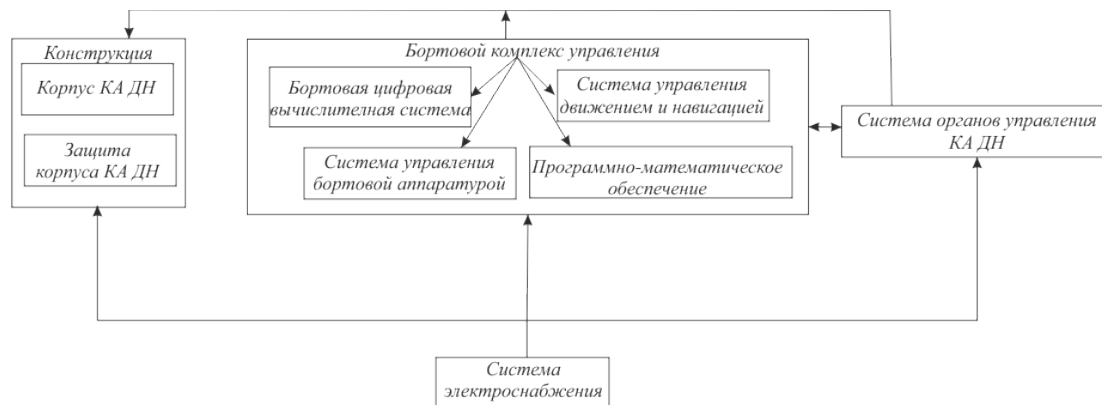 Конструкция
Корпус КА ДН
Защита
корпуса КА ДН
Бортовой комплекс управления
Бортовая цифровая
вычислителная система
Система управления
движением и навигацией
Система управления
бортовой аппаратурой
Программно-математическое
обеспечение
Система органов управления
КА ДН
Система
электроснабжения